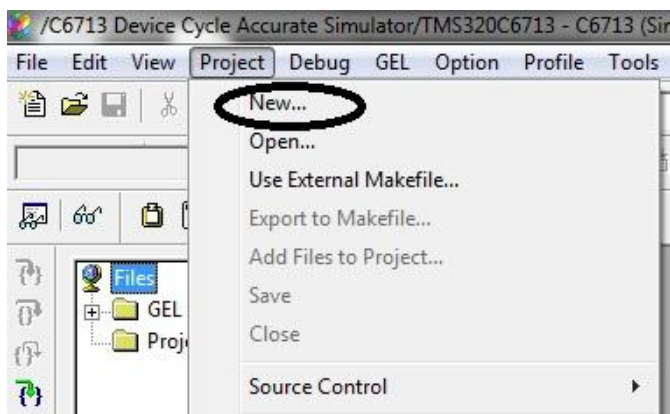 /C6713 Device Cycle Accurate Simulator/TMS320C6713 - C6713 (Sir
File Edit View Project Debug GEL Option Profile Tools
New...
Open...
Use External Makefile...
Export to Makefile...
Add Files to Project...
Save
Close
Source Control
Files
GEL
Proj